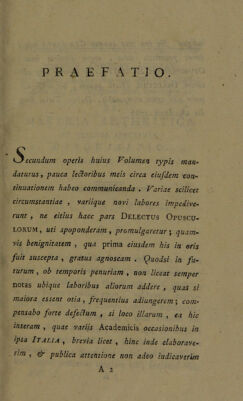 PRAEFATIO.
Secundum operis huius Volumen typis man-
daturus, pauca lectoribus meis circa eiusdem con-
tinuationem habeo communicanda. Variae scilicet
circumstantiae, variique novi labores impedive-
runt, ne citius haec pars DELECTUS OPUSCU-
LORUM, uti spoponderam, promulgaretur; quam-
vis benignitatem, qua prima eiusdem his in oris
fuit suscepta, gratus agnoscam. Quodsi in fu-
turum, ob temporis penuriam, non liceat semper
notas ubique laboribus aliorum addere, quas si
maiora essent otia, frequentius adiungerem; com-
pensabo forte defectum, si loco illarum, ea hic
interam, quae variis Academicis occasionibus in
ipsa ITALIA, brevia licet, hinc inde elaborave-
rim, & publica attentione non adeo indicaverim
A 2